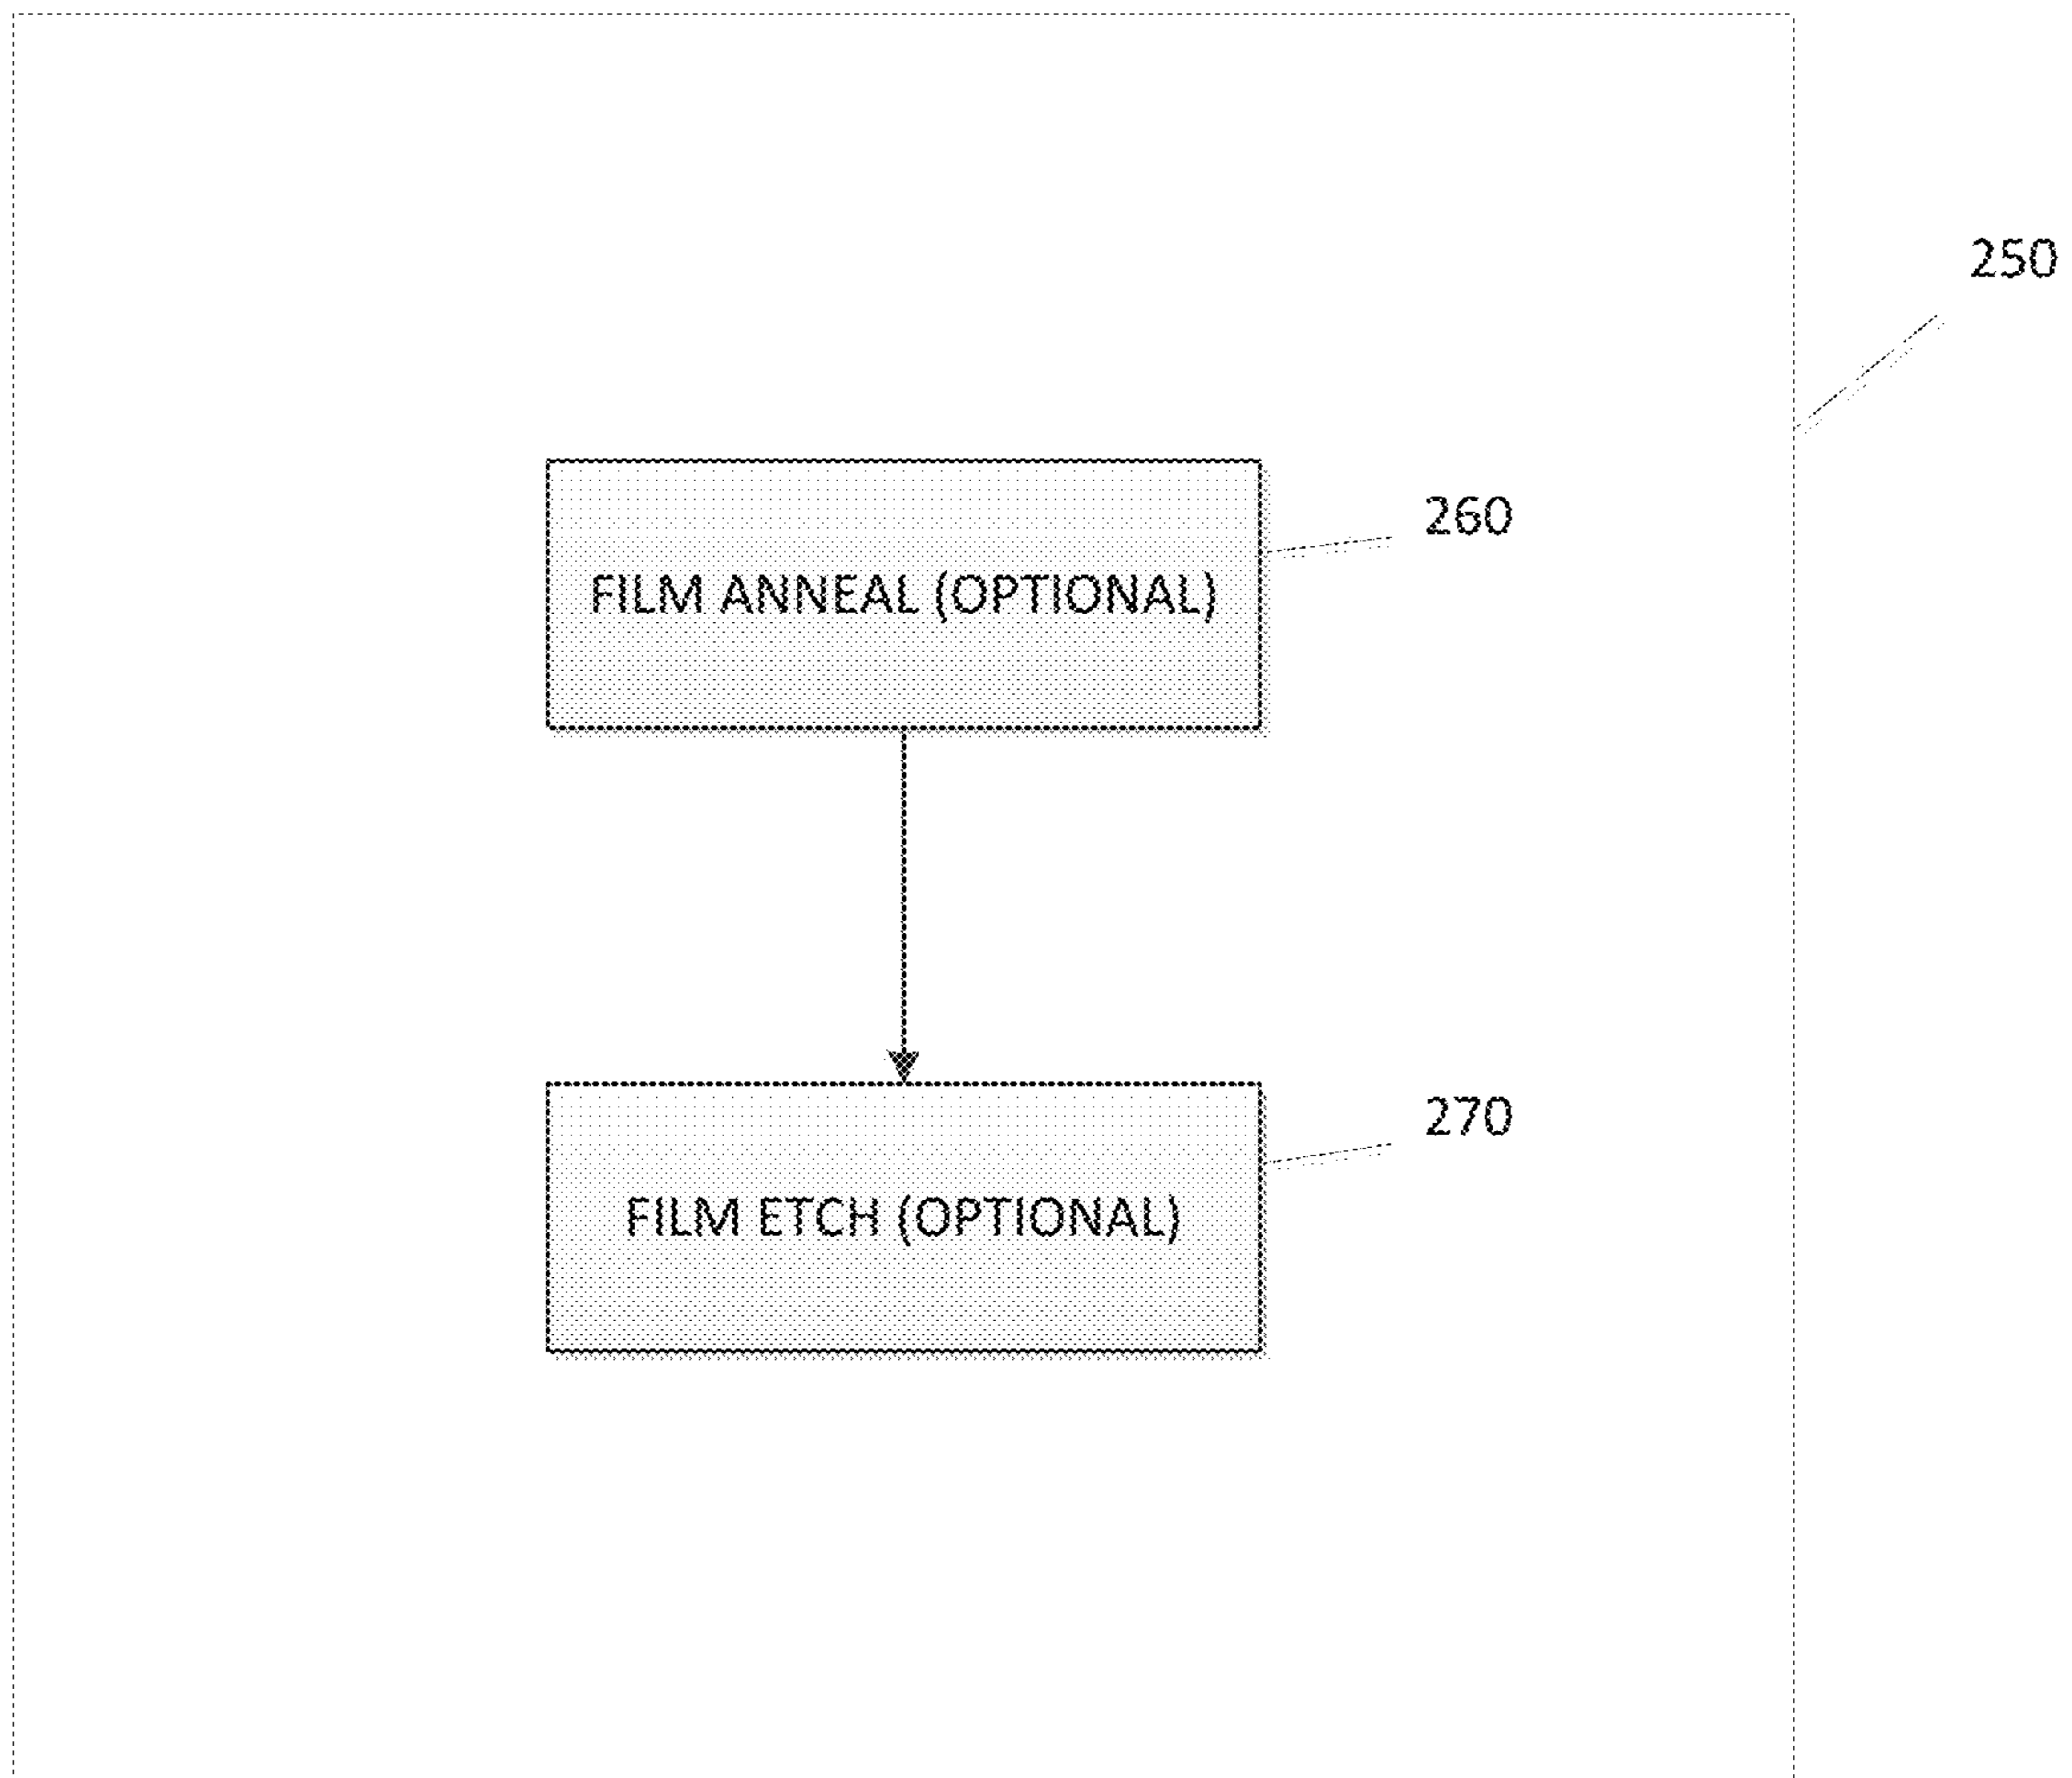 250
260
FILM ANNEAL (OPTIONAL)
270
FILM ETCH (OPTIONAL)